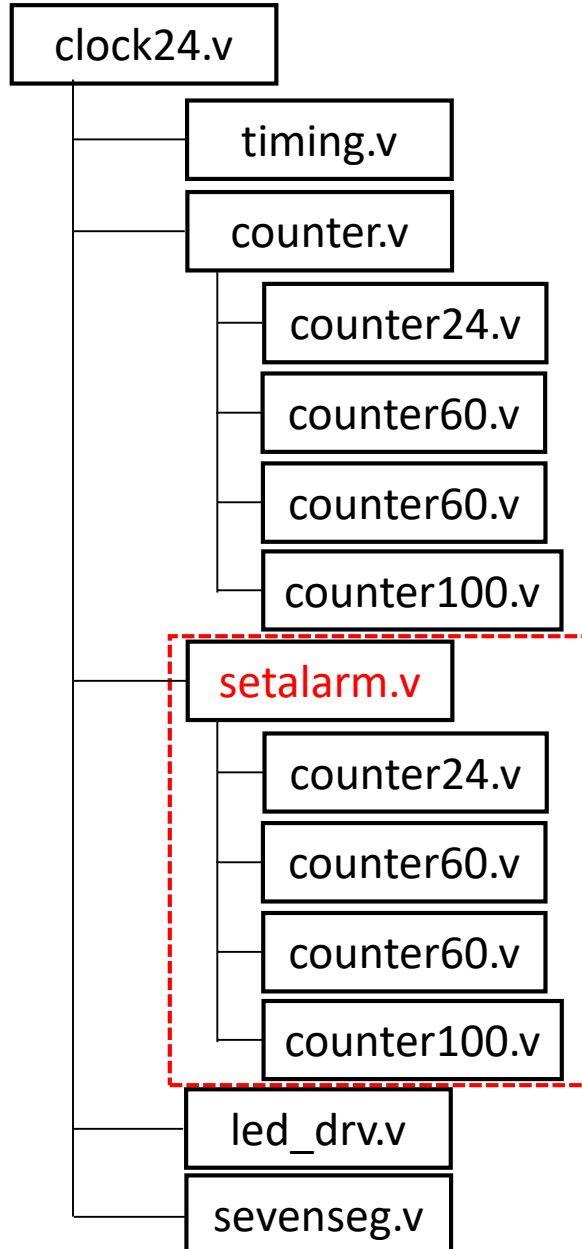 clock24.v
timing.v
counter.v
counter24.v
counter60.v
counter60.v
counter100.v
setalarm.v
counter24.v
counter60.v
counter60.v
counter100.v
led_drv.v
sevenseg.v